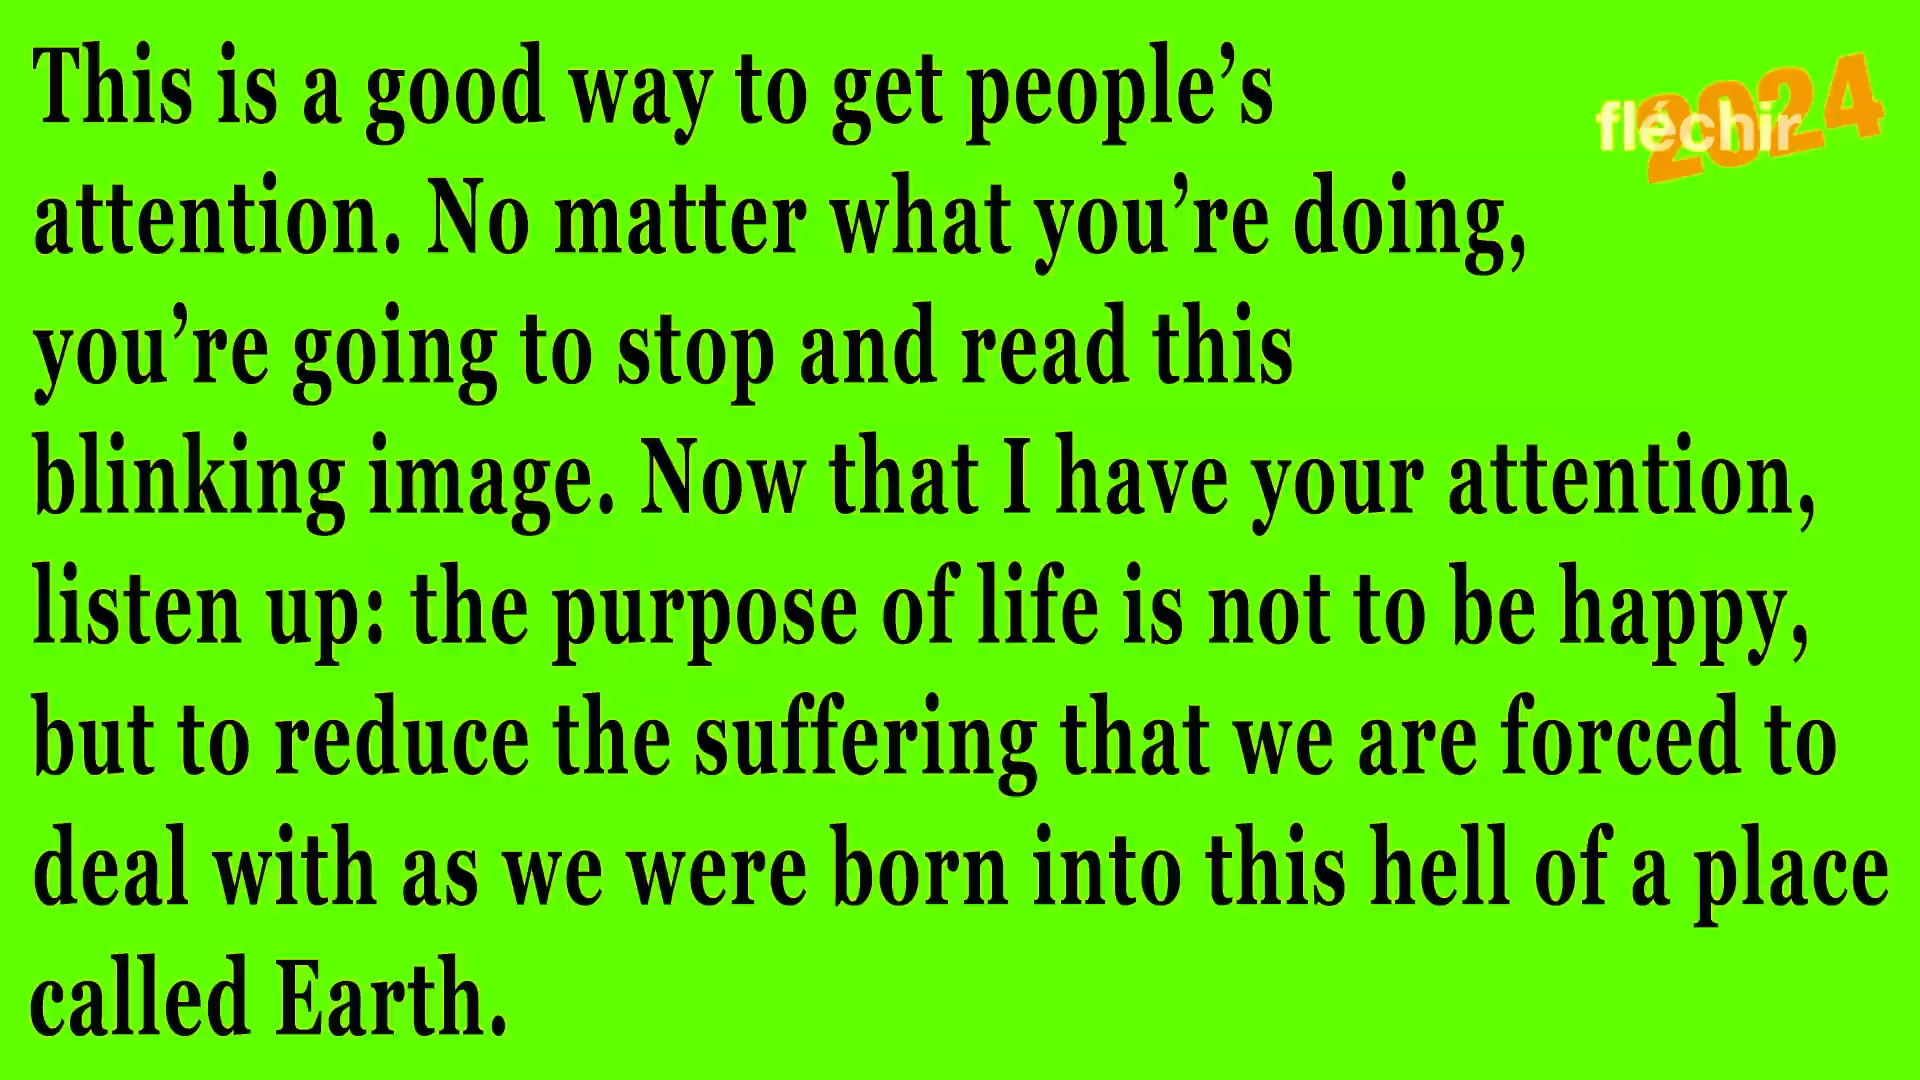 This is a good way to get people’s
attention. No matter what you’re doing,
you’re going to stop and read this
blinking image. Now that I have your attention,
listen up: the purpose of life is not to be happy,
but to reduce the suffering that we are forced to
deal with as we were born into this hell of a place
called Earth.
fléchir
2024